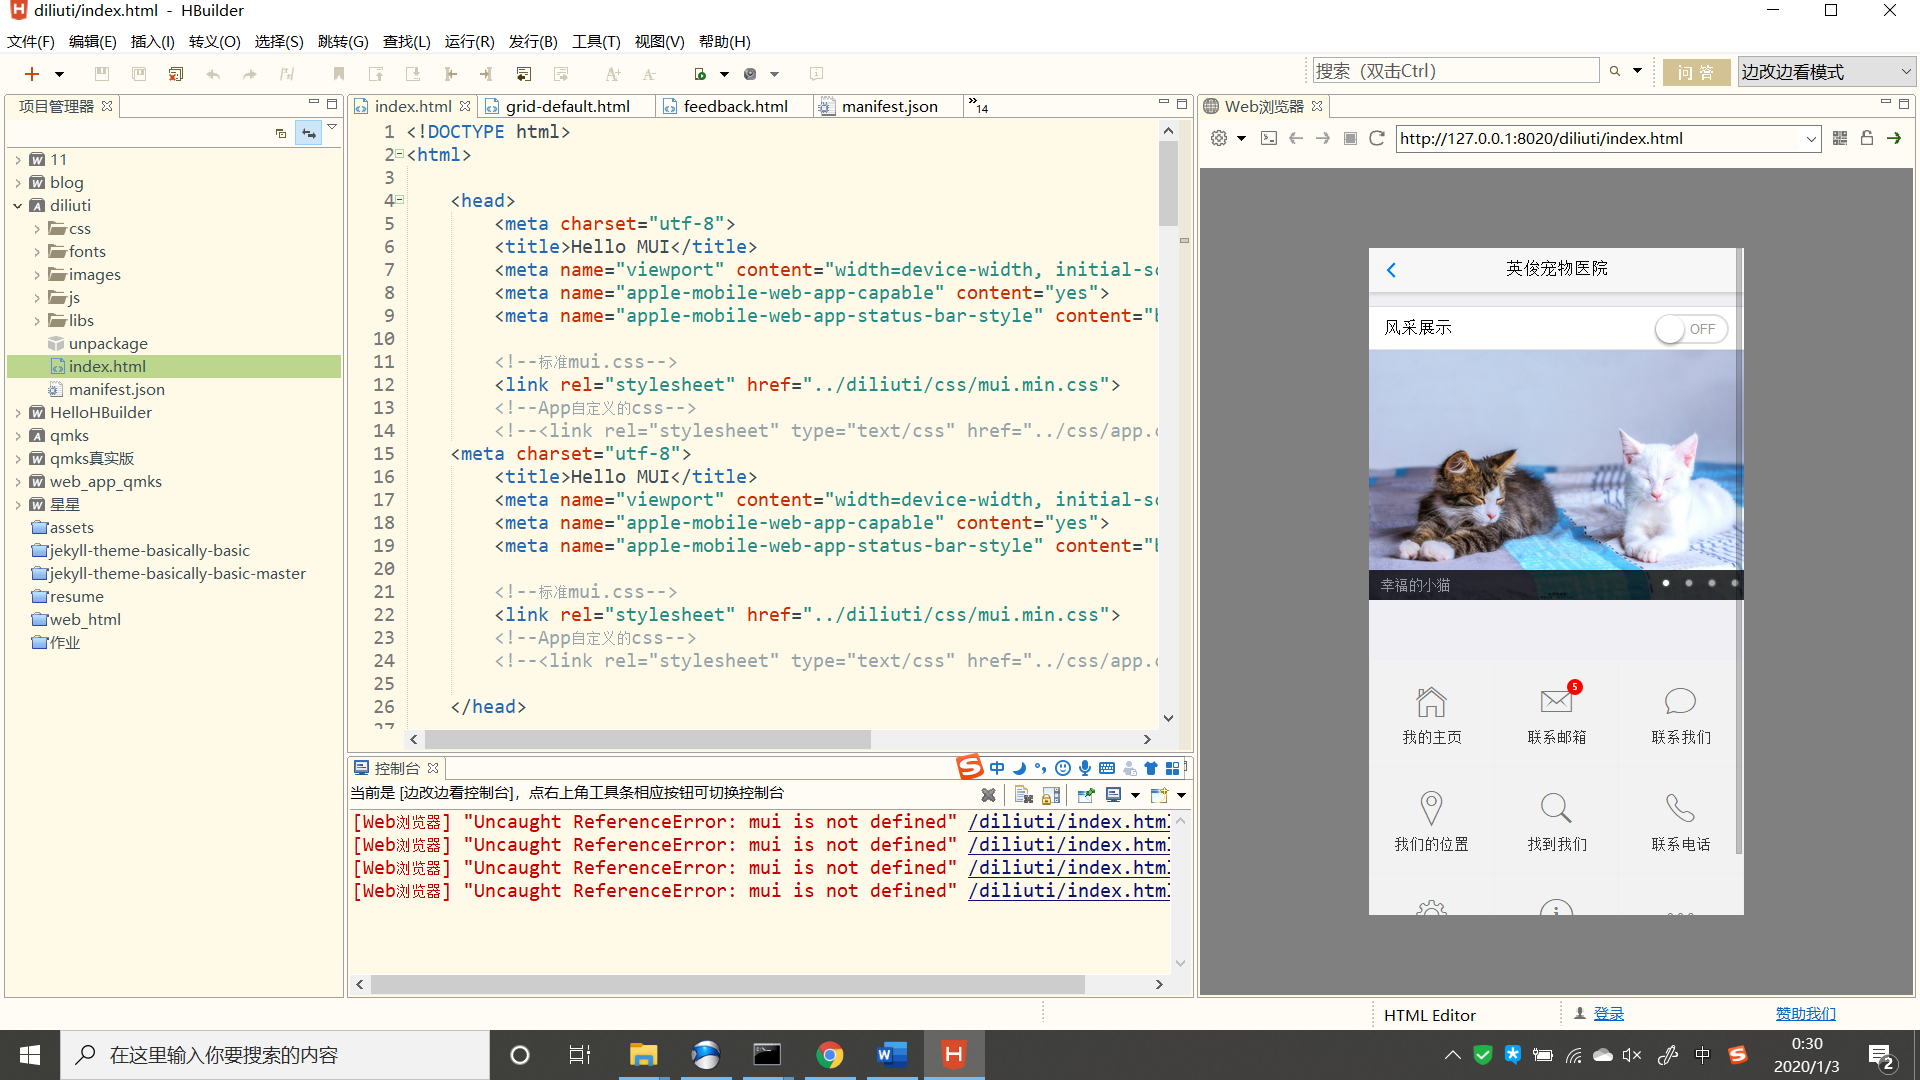 diliuti/index.html - HBuilder
文件(F) 编辑(E) 插入(I) 转义(O) 选择(S) 跳转(G) 查找(L) 运行(R) 发行(B) 工具(T) 视图(V) 帮助(H)
搜索（双击Ctrl）
问 答
边改边看模式
项目管理器
11
blog
diliuti
css
fonts
images
js
libs
unpackage
index.html
manifest.json
HelloHBuilder
qmks
qmks真实版
web_app_qmks
星星
assets
jekyll-theme-basically-basic
jekyll-theme-basically-basic-master
resume
web_html
作业
index.html
grid-default.html
feedback.html
manifest.json
»14
1 <!DOCTYPE html>
2 <html>
3
4 <head>
5 <meta charset="utf-8">
6 <title>Hello MUI</title>
7 <meta name="viewport" content="width=device-width, initial-sc
8 <meta name="apple-mobile-web-app-capable" content="yes">
9 <meta name="apple-mobile-web-app-status-bar-style" content="b
10
11 <!--标准mui.css-->
12 <link rel="stylesheet" href="../diliuti/css/mui.min.css">
13 <!--App自定义的css-->
14 <!--<link rel="stylesheet" type="text/css" href="../css/app.c
15 <meta charset="utf-8">
16 <title>Hello MUI</title>
17 <meta name="viewport" content="width=device-width, initial-sc
18 <meta name="apple-mobile-web-app-capable" content="yes">
19 <meta name="apple-mobile-web-app-status-bar-style" content="b
20
21 <!--标准mui.css-->
22 <link rel="stylesheet" href="../diliuti/css/mui.min.css">
23 <!--App自定义的css-->
24 <!--<link rel="stylesheet" type="text/css" href="../css/app.c
25
26 </head>
27
控制台
中
当前是 [边改边看控制台]，点右上角工具条相应按钮可切换控制台
[Web浏览器] "Uncaught ReferenceError: mui is not defined" /diliuti/index.html
[Web浏览器] "Uncaught ReferenceError: mui is not defined" /diliuti/index.html
[Web浏览器] "Uncaught ReferenceError: mui is not defined" /diliuti/index.html
[Web浏览器] "Uncaught ReferenceError: mui is not defined" /diliuti/index.html
Web浏览器
http://127.0.0.1:8020/diliuti/index.html
英俊宠物医院
风采展示
OFF
幸福的小猫
5
我的主页 联系邮箱 联系我们
我们的位置 找到我们 联系电话
HTML Editor
登录
赞助我们
在这里输入你要搜索的内容
中
0:30
2020/1/3
2